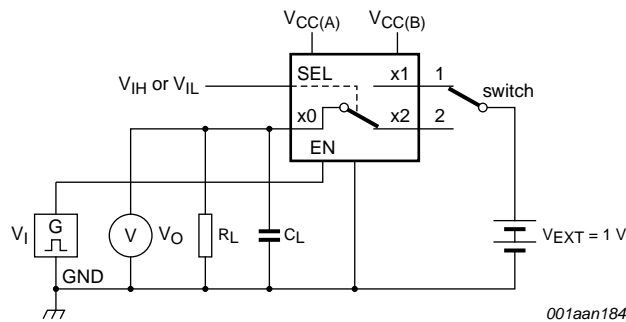 VCC(A) VCC(B)
SEL x1 1
VIH or VIL switch
x0 x2 2
EN
G
VI V VO RL CL VEXT = 1 V
GND
001aan184